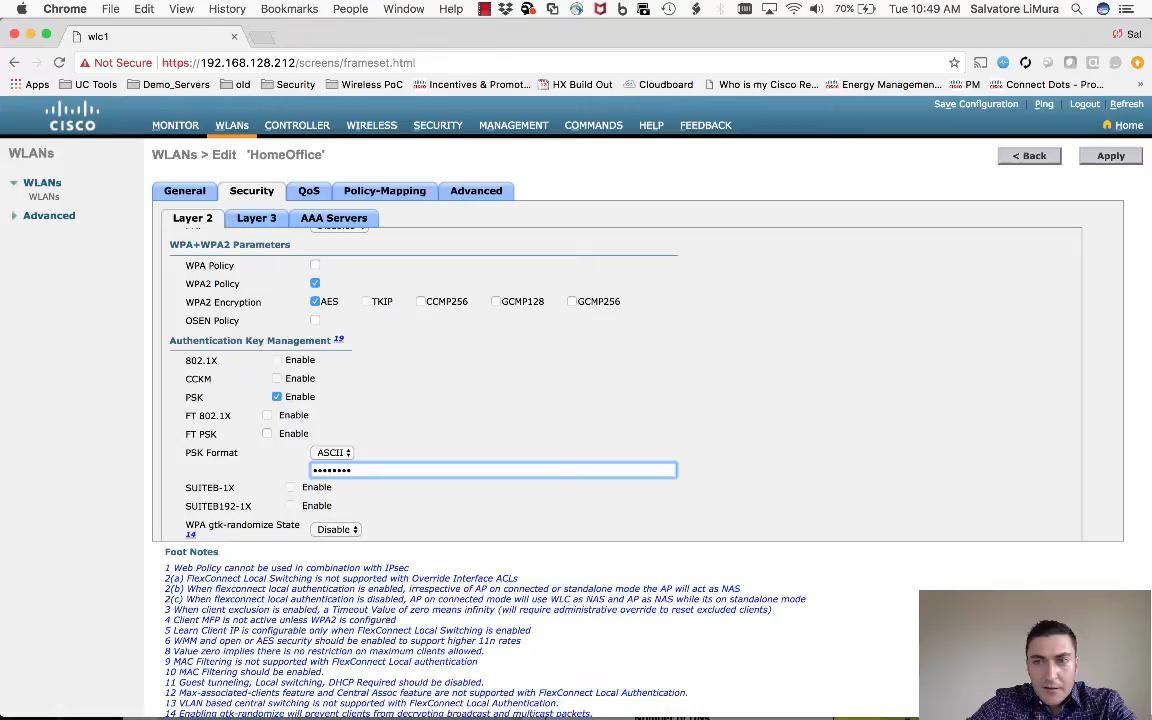 Chrome File Edit View History Bookmarks People Window Help 70% Tue 10:49 AM Salvatore LiMura
wlc1 Sal
Not Secure https://192.168.128.212/screens/frameset.html
Apps UC Tools Demo_Servers old Security Wireless PoC Incentives & Promot... HX Build Out Cloudboard Who is my Cisco Re... Energy Managemen... PM Connect Dots - Pro... »
Save Configuration Ping Logout Refresh
CISCO MONITOR WLANs CONTROLLER WIRELESS SECURITY MANAGEMENT COMMANDS HELP FEEDBACK Home
WLANs WLANs > Edit 'HomeOffice' < Back Apply
WLANs
WLANs
Advanced
General Security QoS Policy-Mapping Advanced
Layer 2 Layer 3 AAA Servers
WPA+WPA2 Parameters
WPA Policy
WPA2 Policy
WPA2 Encryption AES TKIP CCMP256 GCMP128 GCMP256
OSEN Policy
Authentication Key Management 19
802.1X Enable
CCKM Enable
PSK Enable
FT 802.1X Enable
FT PSK Enable
PSK Format ASCII
••••••••
SUITEB-1X Enable
SUITEB192-1X Enable
WPA gtk-randomize State Disable
14
Foot Notes
1 Web Policy cannot be used in combination with IPsec
2(a) FlexConnect Local Switching is not supported with Override Interface ACLs
2(b) When flexconnect local authentication is enabled, irrespective of AP on connected or standalone mode the AP will act as NAS
2(c) When flexconnect local authentication is disabled, AP on connected mode will use WLC as NAS and AP as NAS while its on standalone mode
3 When client exclusion is enabled, a Timeout Value of zero means infinity (will require administrative override to reset excluded clients)
4 Client MFP is not active unless WPA2 is configured
5 Learn Client IP is configurable only when FlexConnect Local Switching is enabled
6 WMM and open or AES security should be enabled to support higher 11n rates
8 Value zero implies there is no restriction on maximum clients allowed.
9 MAC Filtering is not supported with FlexConnect Local authentication
10 MAC Filtering should be enabled.
11 Guest tunneling, Local switching, DHCP Required should be disabled.
12 Max-associated-clients feature and Central Assoc feature are not supported with FlexConnect Local Authentication.
13 VLAN based central switching is not supported with FlexConnect Local Authentication.
14 Enabling gtk-randomize will prevent clients from decrypting broadcast and multicast packets.